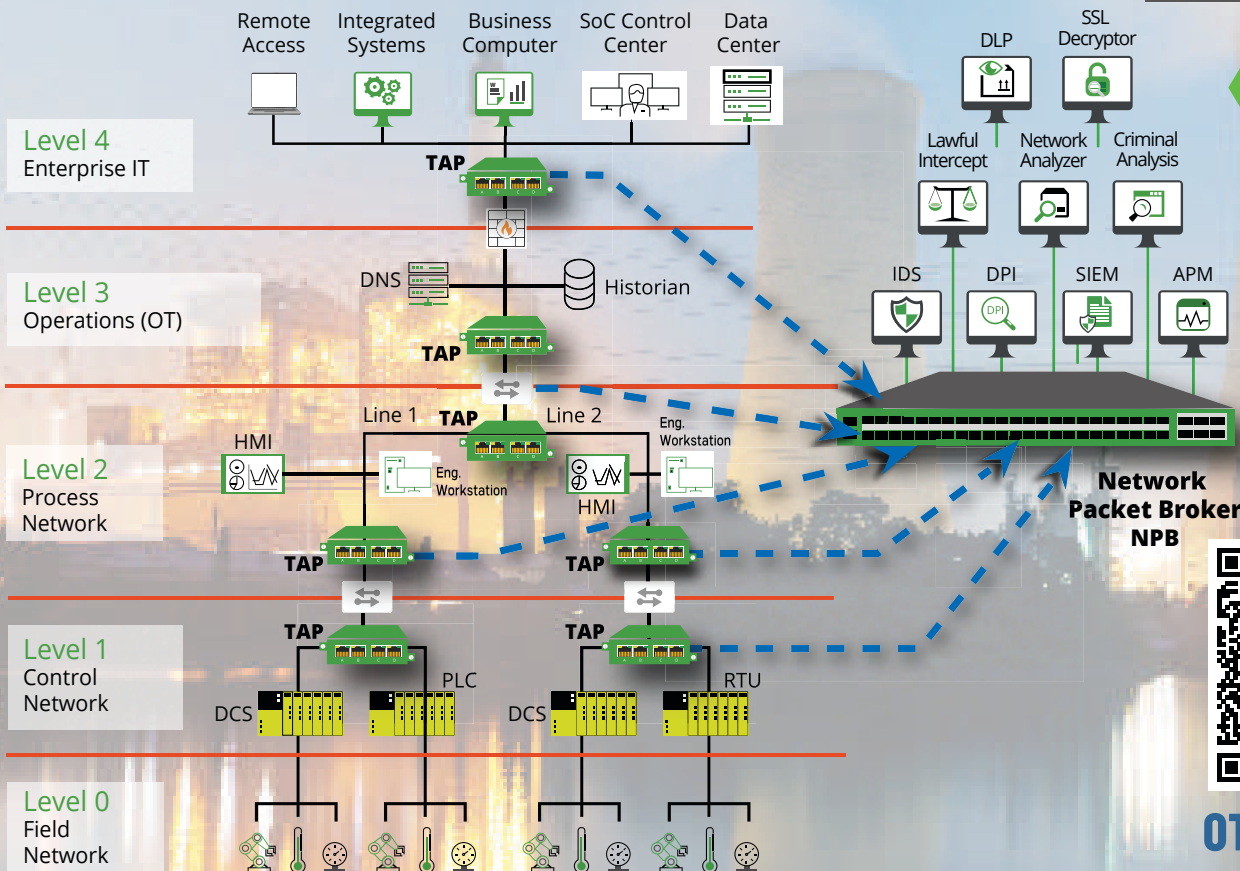 Remote
Access
Integrated
Systems
Business
Computer
SoC Control
Center
Data
Center
SSL
Decryptor
DLP
Level 4
Enterprise IT
TAP
Lawful
Intercept
Network
Analyzer
Criminal
Analysis
Level 3
Operations (OT)
DNS
Historian
TAP
IDS
DPI
SIEM
APM
DPI
Line 1
TAP
Line 2
Level 2
Process
Network
HMI
Eng.
Workstation
HMI
Eng.
Workstation
Network
Packet Broker
NPB
TAP
TAP
Level 1
Control
Network
TAP
TAP
DCS
PLC
DCS
RTU
Level 0
Field
Network
OT